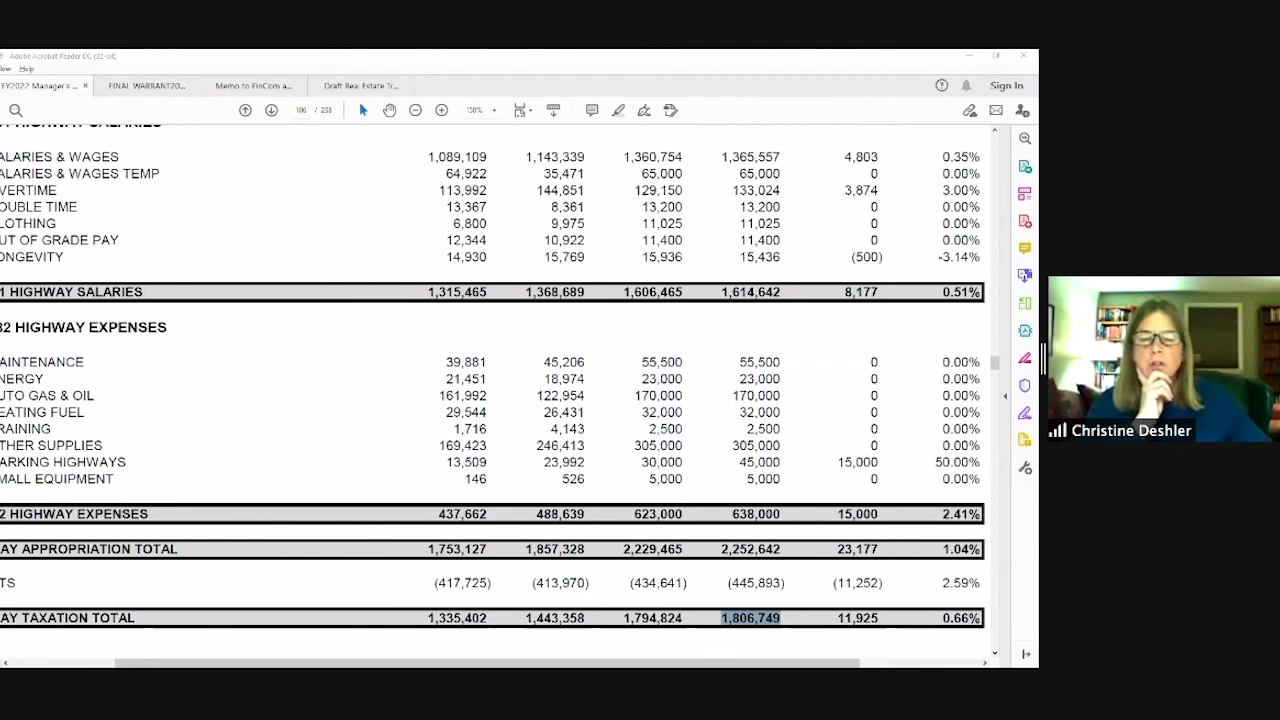 - Adobe Acrobat Reader DC (32-bit)
Help
FY2022 Manager's ... × FINAL WARRANT20... Memo to FinCom a... Draft Real Estate Tr... Sign In
106 / 233 150%
HIGHWAY SALARIES
ALARIES & WAGES 1,089,109 1,143,339 1,360,754 1,365,557 4,803 0.35%
ALARIES & WAGES TEMP 64,922 35,471 65,000 65,000 0 0.00%
VERTIME 113,992 144,851 129,150 133,024 3,874 3.00%
OUBLE TIME 13,367 8,361 13,200 13,200 0 0.00%
LOTHING 6,800 9,975 11,025 11,025 0 0.00%
UT OF GRADE PAY 12,344 10,922 11,400 11,400 0 0.00%
ONGEVITY 14,930 15,769 15,936 15,436 (500) -3.14%
1 HIGHWAY SALARIES 1,315,465 1,368,689 1,606,465 1,614,642 8,177 0.51%
32 HIGHWAY EXPENSES
AINTENANCE 39,881 45,206 55,500 55,500 0 0.00%
NERGY 21,451 18,974 23,000 23,000 0 0.00%
UTO GAS & OIL 161,992 122,954 170,000 170,000 0 0.00%
EATING FUEL 29,544 26,431 32,000 32,000 0 0.00%
RAINING 1,716 4,143 2,500 2,500 0 0.00%
THER SUPPLIES 169,423 246,413 305,000 305,000 0 0.00%
ARKING HIGHWAYS 13,509 23,992 30,000 45,000 15,000 50.00%
MALL EQUIPMENT 146 526 5,000 5,000 0 0.00%
2 HIGHWAY EXPENSES 437,662 488,639 623,000 638,000 15,000 2.41%
AY APPROPRIATION TOTAL 1,753,127 1,857,328 2,229,465 2,252,642 23,177 1.04%
TS (417,725) (413,970) (434,641) (445,893) (11,252) 2.59%
AY TAXATION TOTAL 1,335,402 1,443,358 1,794,824 1,806,749 11,925 0.66%
Christine Deshler